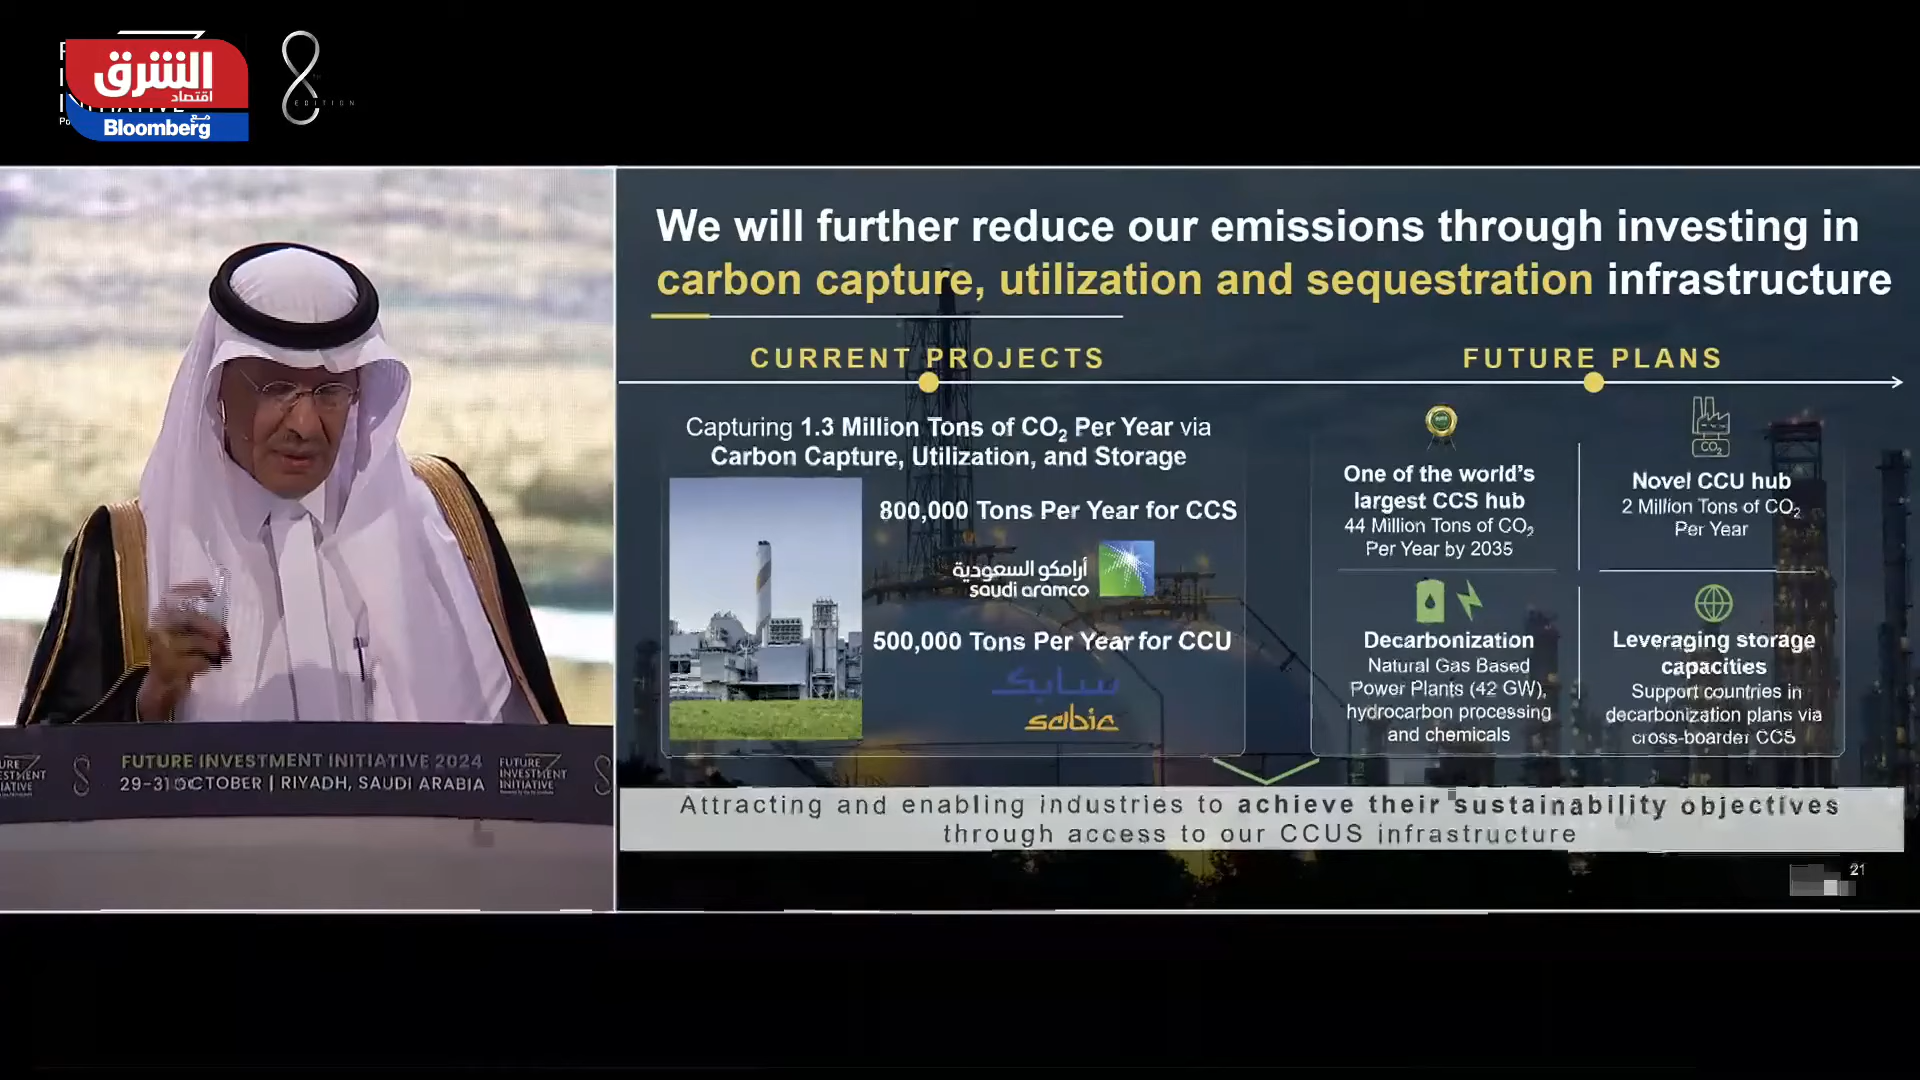 الشرق
اقتصاد
مع
Bloomberg
8
EDITION
We will further reduce our emissions through investing in
carbon capture, utilization and sequestration infrastructure
CURRENT PROJECTS
FUTURE PLANS
Capturing 1.3 Million Tons of CO₂ Per Year via
Carbon Capture, Utilization, and Storage
800,000 Tons Per Year for CCS
أرامكو السعودية
saudi aramco
500,000 Tons Per Year for CCU
سابك
sabic
One of the world's
largest CCS hub
44 Million Tons of CO₂
Per Year by 2035
CO₂
Novel CCU hub
2 Million Tons of CO₂
Per Year
Decarbonization
Natural Gas Based
Power Plants (42 GW),
hydrocarbon processing
and chemicals
Leveraging storage
capacities
Support countries in
decarbonization plans via
cross-boarder CCS
Attracting and enabling industries to achieve their sustainability objectives
through access to our CCUS infrastructure
21
FUTURE INVESTMENT INITIATIVE 2024
29-31 OCTOBER | RIYADH, SAUDI ARABIA
FUTURE
INVESTMENT
INITIATIVE